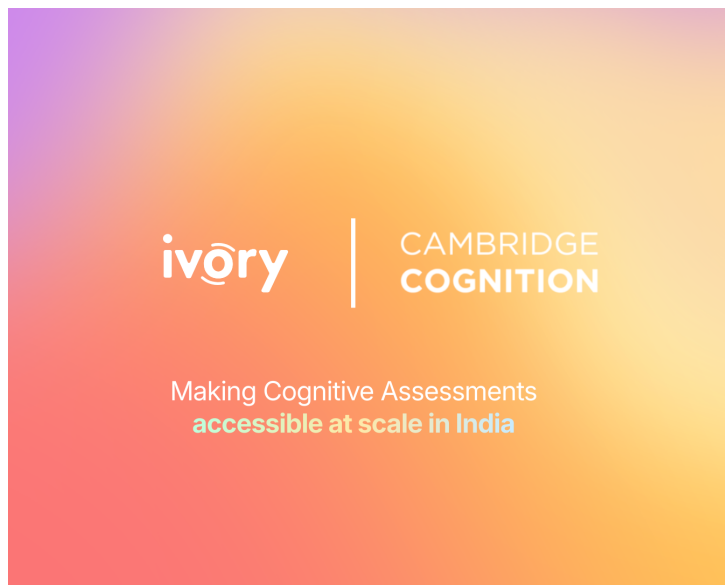 ivory
CAMBRIDGE
COGNITION
Making Cognitive Assessments
accessible at scale in India